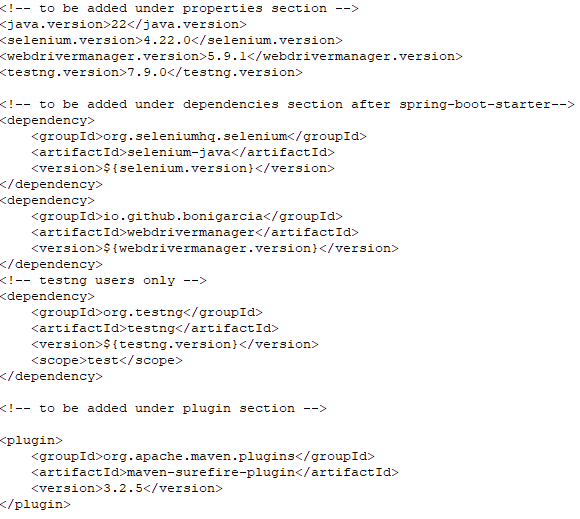 <!-- to be added under properties section -->
<java.version>22</java.version>
<selenium.version>4.22.0</selenium.version>
<webdrivermanager.version>5.9.1</webdrivermanager.version>
<testng.version>7.9.0</testng.version>

<!-- to be added under dependencies section after spring-boot-starter-->
<dependency>
    <groupId>org.seleniumhq.selenium</groupId>
    <artifactId>selenium-java</artifactId>
    <version>${selenium.version}</version>
</dependency>
<dependency>
    <groupId>io.github.bonigarcia</groupId>
    <artifactId>webdrivermanager</artifactId>
    <version>${webdrivermanager.version}</version>
</dependency>
<!-- testng users only -->
<dependency>
    <groupId>org.testng</groupId>
    <artifactId>testng</artifactId>
    <version>${testng.version}</version>
    <scope>test</scope>
</dependency>

<!-- to be added under plugin section -->

<plugin>
    <groupId>org.apache.maven.plugins</groupId>
    <artifactId>maven-surefire-plugin</artifactId>
    <version>3.2.5</version>
</plugin>